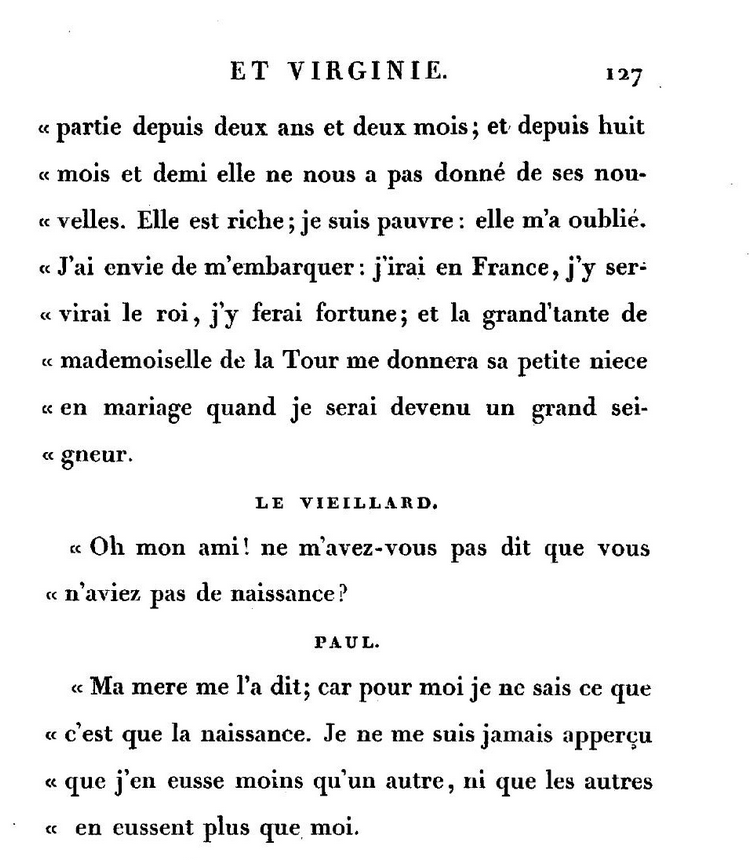 ET VIRGINIE. 127
« partie depuis deux ans et deux mois; et depuis huit
« mois et demi elle ne nous a pas donné de ses nou-
« velles. Elle est riche; je suis pauvre: elle m'a oublié.
« J'ai envie de m'embarquer: j'irai en France, j'y ser-
« virai le roi, j'y ferai fortune; et la grand'tante de
« mademoiselle de la Tour me donnera sa petite niece
« en mariage quand je serai devenu un grand sei-
« gneur.
LE VIEILLARD.
« Oh mon ami! ne m'avez-vous pas dit que vous
« n'aviez pas de naissance?
PAUL.
« Ma mere me l'a dit; car pour moi je ne sais ce que
« c'est que la naissance. Je ne me suis jamais apperçu
« que j'en eusse moins qu'un autre, ni que les autres
« en eussent plus que moi.